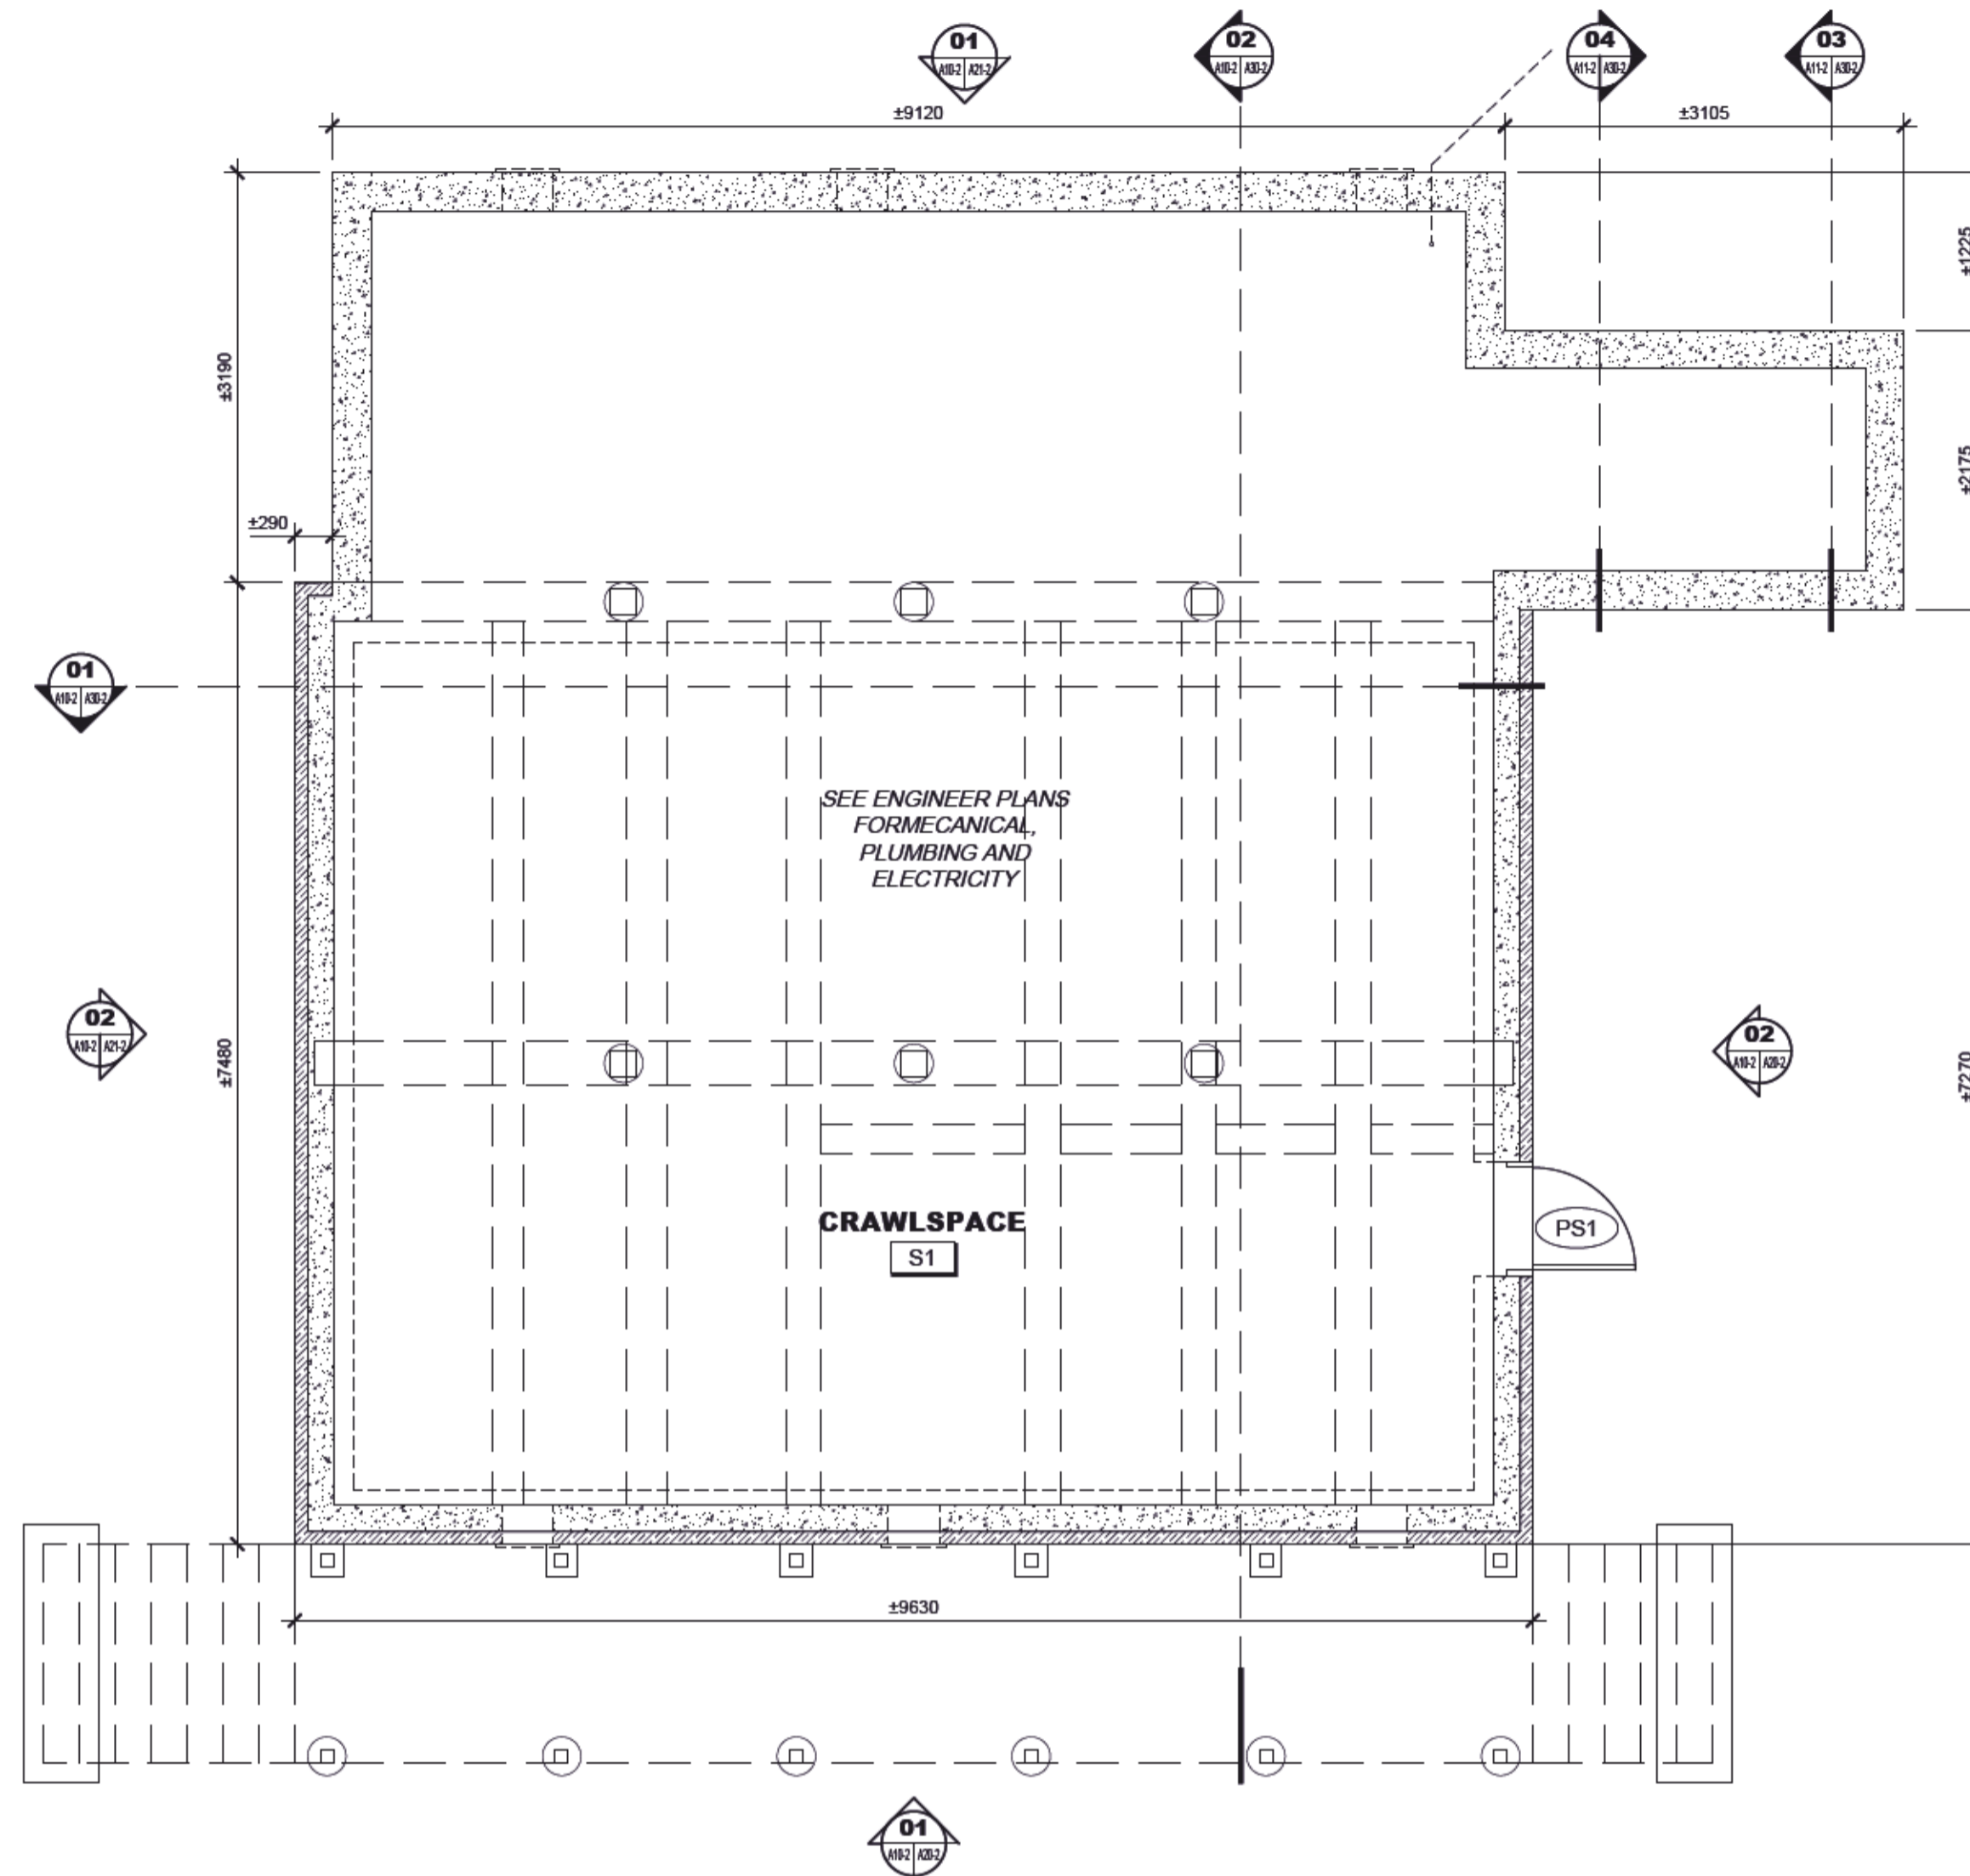 01
A10-2 A21-2
02
A10-2 A30-2
04
A11-2 A30-2
03
A11-2 A30-2
±9120
±3105
±1225
±3190
±2175
±290
01
A10-2 A30-2
SEE ENGINEER PLANS
FORMECANICAL,
PLUMBING AND
ELECTRICITY
02
A10-2 A21-2
02
A10-2 A20-2
±7480
±7270
CRAWLSPACE
S1
PS1
±9630
01
A10-2 A20-2